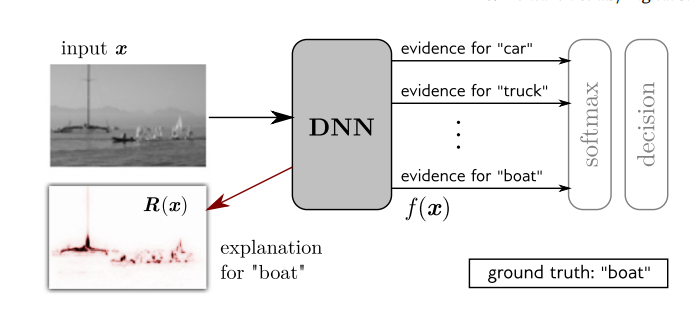 input x
DNN
evidence for "car"
evidence for "truck"
evidence for "boat"
f(x)
softmax
decision
R(x)
explanation
for "boat"
ground truth: "boat"